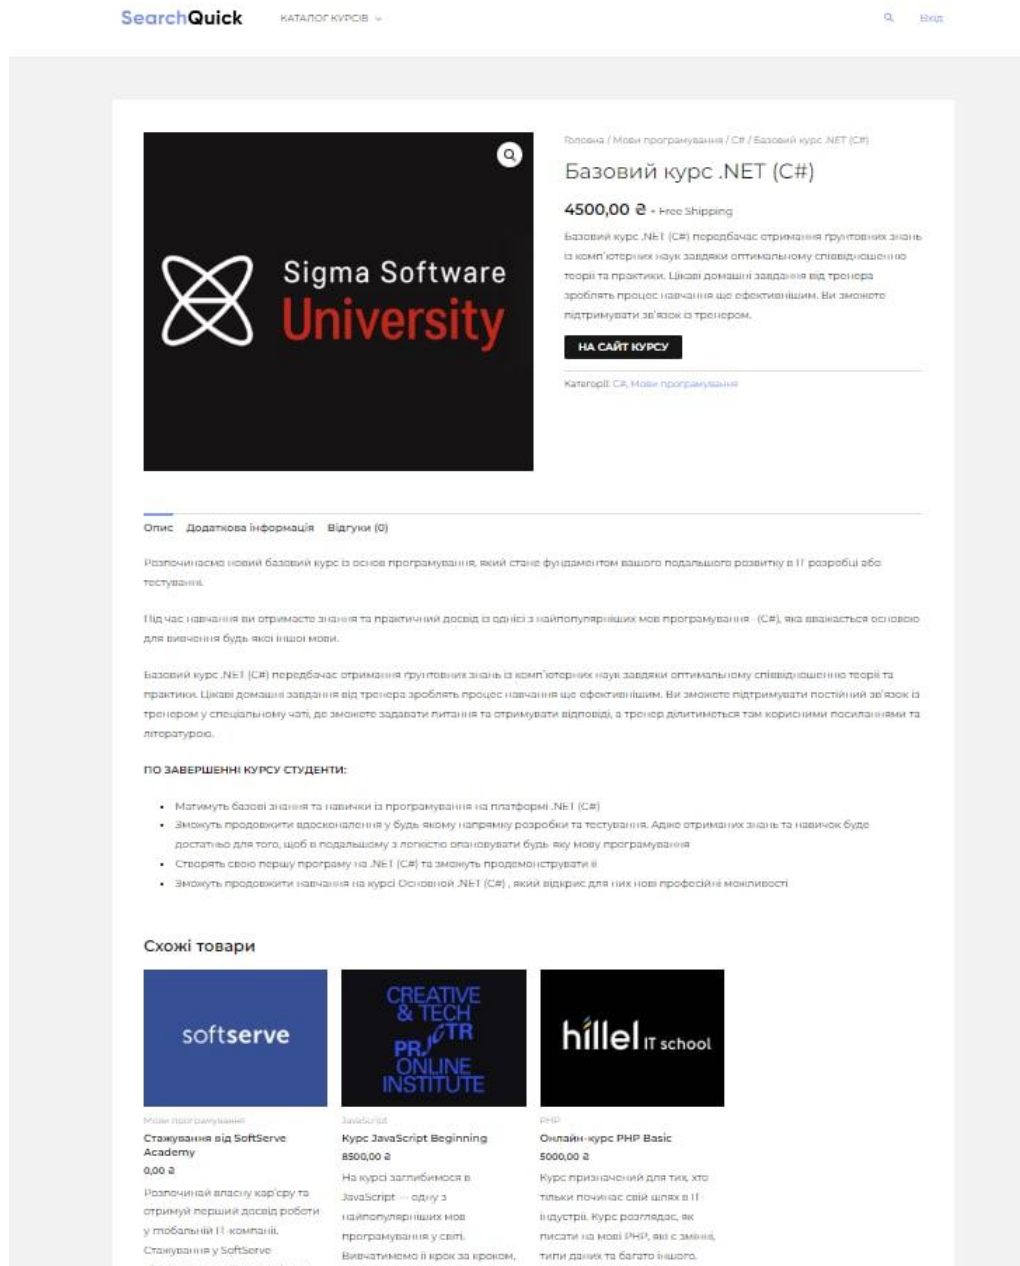 SearchQuick
КАТАЛОГ КУРСІВ
Вхід
Sigma Software
University
Головна / Мови програмування / C# / Базовий курс .NET (C#)
Базовий курс .NET (C#)
4500,00 ₴ + Free Shipping
Базовий курс .NET (C#) передбачає отримання ґрунтовних знань
із комп'ютерних наук завдяки оптимальному співвідношенню
теорії та практики. Цікаві домашні завдання від тренера
зроблять процес навчання ще ефективнішим. Ви зможете
підтримувати зв'язок із тренером.
НА САЙТ КУРСУ
Категорії: C#, Мови програмування
Опис Додаткова інформація Відгуки (0)
Розпочинаємо новий базовий курс із основ програмування, який стане фундаментом вашого подальшого розвитку в ІТ розробці або
тестуванні.
Під час навчання ви отримаєте знання та практичний досвід із однієї з найпопулярніших мов програмування -(C#), яка вважається основою
для вивчення будь якої іншої мови.
Базовий курс .NET (C#) передбачає отримання ґрунтовних знань із комп'ютерних наук завдяки оптимальному співвідношенню теорії та
практики. Цікаві домашні завдання від тренера зроблять процес навчання ще ефективнішим. Ви зможете підтримувати постійний зв'язок із
тренером у спеціальному чаті, де зможете задавати питання та отримувати відповіді, а тренер ділитиметься там корисними посиланнями та
літературою.
ПО ЗАВЕРШЕННІ КУРСУ СТУДЕНТИ:
• Матимуть базові знання та навички із програмування на платформі .NET (C#)
• Зможуть продовжити вдосконалення у будь якому напрямку розробки та тестування. Адже отриманих знань та навичок буде
достатньо для того, щоб в подальшому з легкістю опановувати будь яку мову програмування
• Створять свою першу програму на .NET (C#) та зможуть продемонструвати її
• Зможуть продовжити навчання на курсі Основной .NET (C#) , який відкриє для них нові професійні можливості
Схожі товари
softserve
CREATIVE
& TECH
PRJCTR
ONLINE
INSTITUTE
hillel IT school
Мови програмування
Стажування від SoftServe
Academy
0,00 ₴
Розпочинай власну кар'єру та
отримуй перший досвід роботи
у глобальній ІТ-компанії.
Стажування у SoftServe
JavaScript
Курс JavaScript Beginning
8500,00 ₴
На курсі заглибимося в
JavaScript — одну з
найпопулярніших мов
програмування у світі.
Вивчатимемо її крок за кроком,
PHP
Онлайн-курс PHP Basic
5000,00 ₴
Курс призначений для тих, хто
тільки починає свій шлях в ІТ
індустрії. Курс розглядає, як
писати на мові PHP, які є змінні,
типи даних та багато іншого.